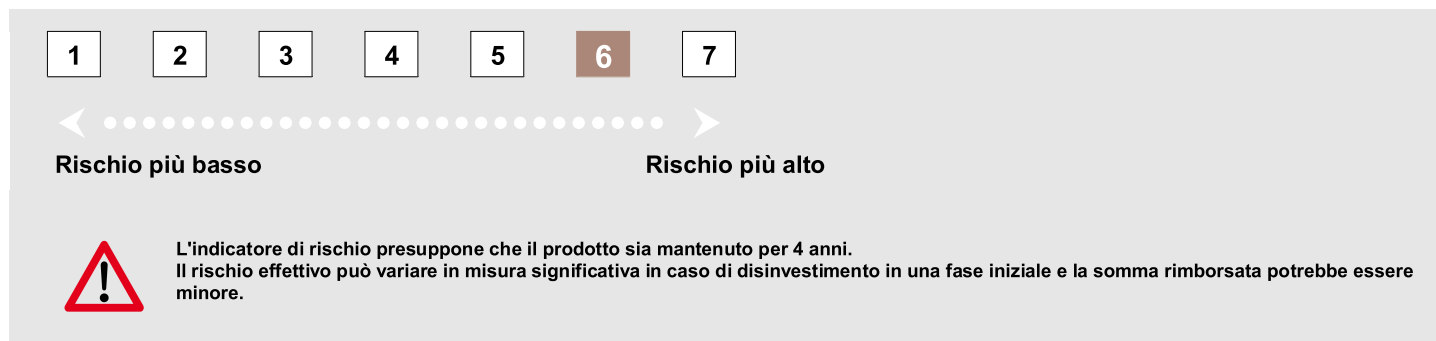 1 2 3 4 5 6 7
Rischio più basso Rischio più alto
L'indicatore di rischio presuppone che il prodotto sia mantenuto per 4 anni.
Il rischio effettivo può variare in misura significativa in caso di disinvestimento in una fase iniziale e la somma rimborsata potrebbe essere
minore.